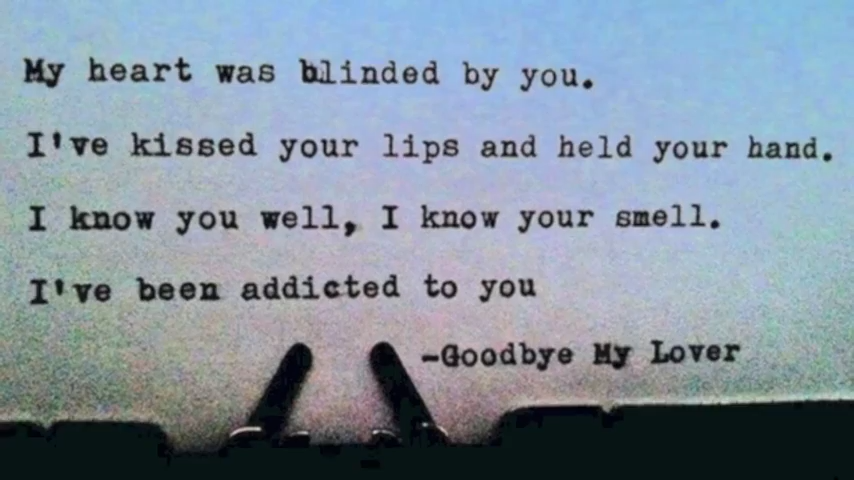 My heart was blinded by you.
I've kissed your lips and held your hand.
I know you well, I know your smell.
I've been addicted to you
-Goodbye My Lover